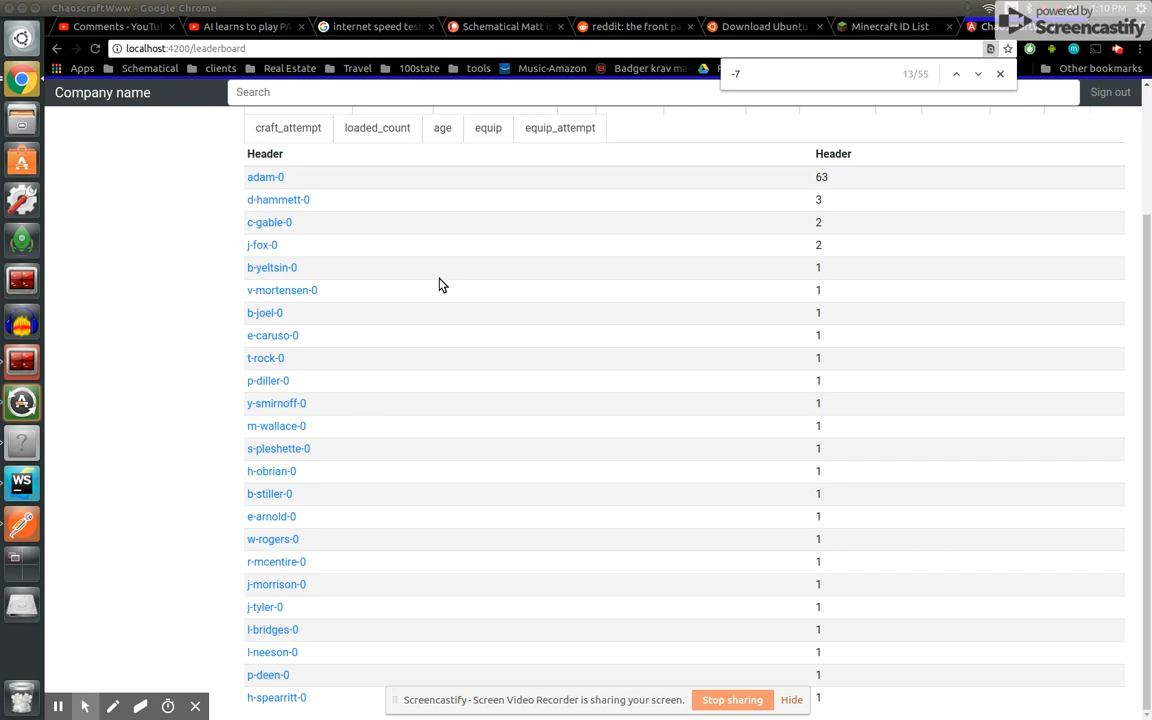 ChaoscraftWww - Google Chrome
:10 PM
powered by
Screencastify
Comments - YouTu
AI learns to play PA
internet speed test
Schematical Matt is
reddit: the front pa
Download Ubuntu
Minecraft ID List
localhost:4200/leaderboard
Apps
Schematical
clients
Real Estate
Travel
100state
tools
Music-Amazon
Badger krav ma
Other bookmarks
-7
13/55
Company name
Search
Sign out
craft_attempt
loaded_count
age
equip
equip_attempt
Header Header
adam-0 63
d-hammett-0 3
c-gable-0 2
j-fox-0 2
b-yeltsin-0 1
v-mortensen-0 1
b-joel-0 1
e-caruso-0 1
t-rock-0 1
p-diller-0 1
y-smirnoff-0 1
m-wallace-0 1
s-pleshette-0 1
h-obrian-0 1
b-stiller-0 1
e-arnold-0 1
w-rogers-0 1
r-mcentire-0 1
j-morrison-0 1
j-tyler-0 1
l-bridges-0 1
l-neeson-0 1
p-deen-0 1
h-spearritt-0 1
Screencastify - Screen Video Recorder is sharing your screen.
Stop sharing
Hide
WS